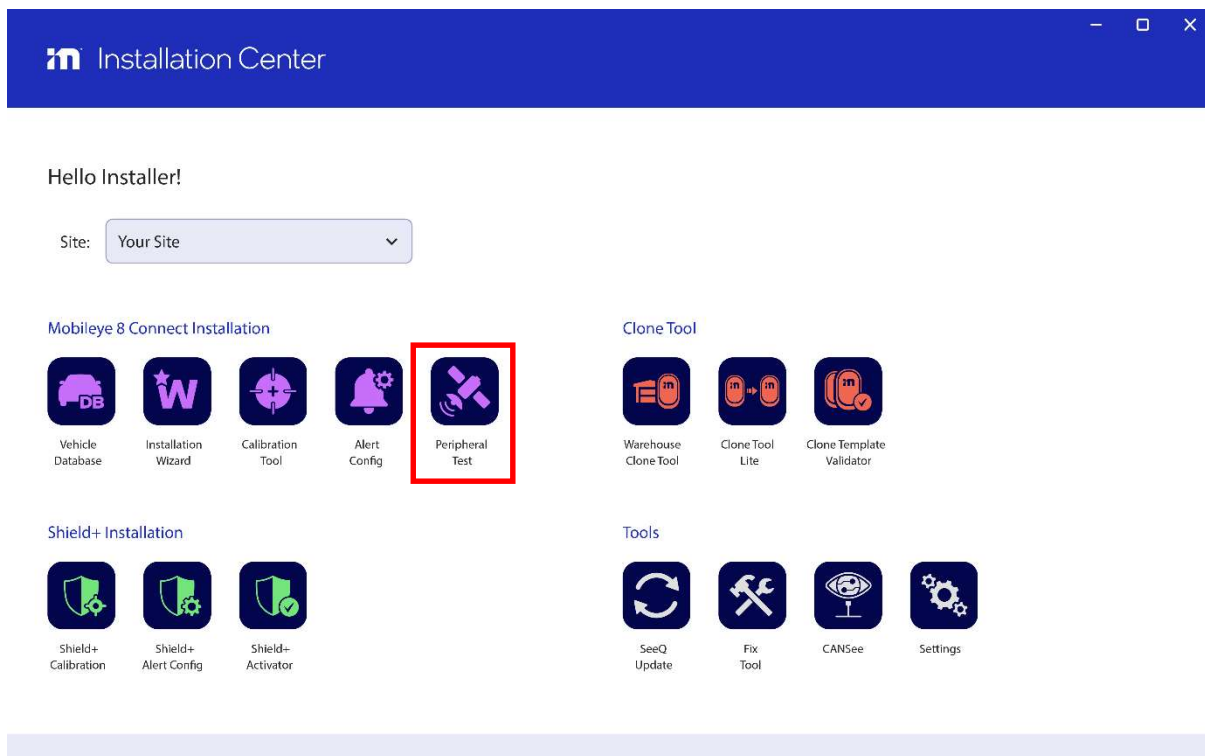 Installation Center
Hello Installer!
Site:
Your Site
Mobileye 8 Connect Installation
DB
Vehicle
Database
W
Installation
Wizard
Calibration
Tool
Alert
Config
Peripheral
Test
Clone Tool
Warehouse
Clone Tool
Clone Tool
Lite
Clone Template
Validator
Shield+ Installation
Shield+
Calibration
Shield+
Alert Config
Shield+
Activator
Tools
SeeQ
Update
Fix
Tool
CANSee
Settings